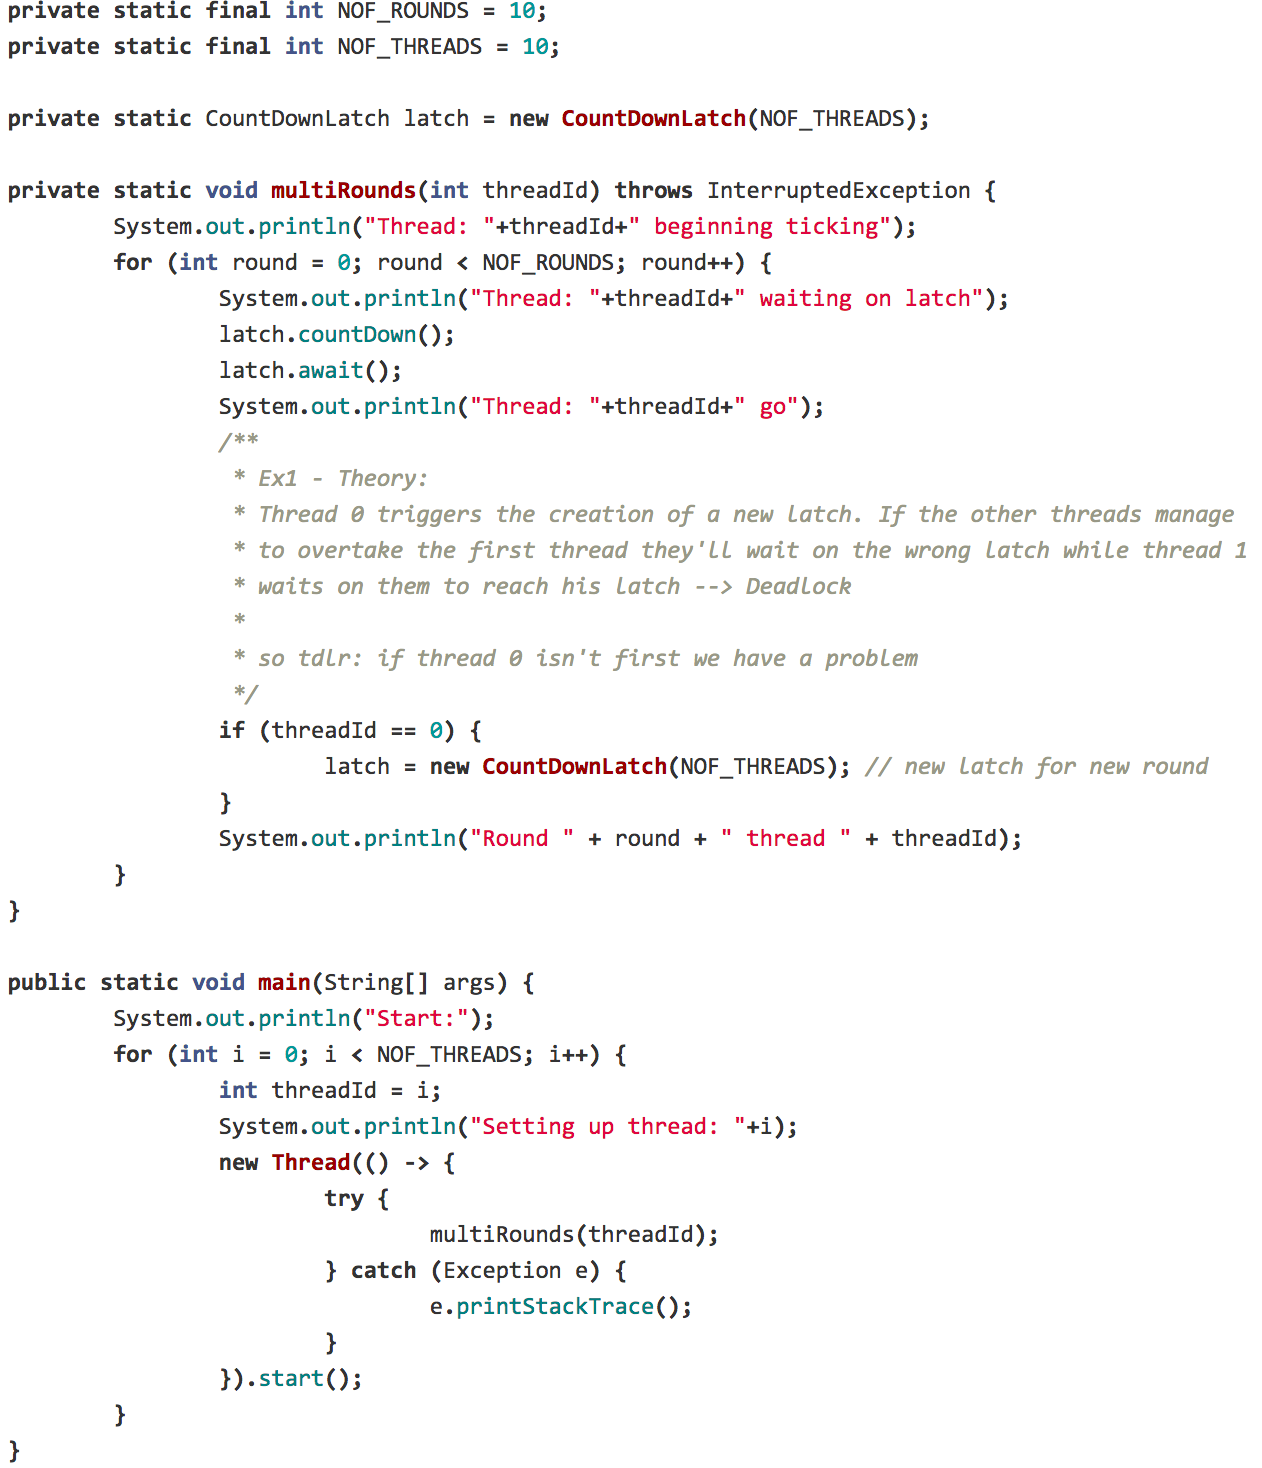 private static final int NOF_ROUNDS = 10;
private static final int NOF_THREADS = 10;

private static CountDownLatch latch = new CountDownLatch(NOF_THREADS);

private static void multiRounds(int threadId) throws InterruptedException {
        System.out.println("Thread: "+threadId+" beginning ticking");
        for (int round = 0; round < NOF_ROUNDS; round++) {
                System.out.println("Thread: "+threadId+" waiting on latch");
                latch.countDown();
                latch.await();
                System.out.println("Thread: "+threadId+" go");
                /**
                 * Ex1 - Theory:
                 * Thread 0 triggers the creation of a new latch. If the other threads manage
                 * to overtake the first thread they'll wait on the wrong latch while thread 1
                 * waits on them to reach his latch --> Deadlock
                 *
                 * so tdlr: if thread 0 isn't first we have a problem
                 */
                if (threadId == 0) {
                        latch = new CountDownLatch(NOF_THREADS); // new latch for new round
                }
                System.out.println("Round " + round + " thread " + threadId);
        }
}

public static void main(String[] args) {
        System.out.println("Start:");
        for (int i = 0; i < NOF_THREADS; i++) {
                int threadId = i;
                System.out.println("Setting up thread: "+i);
                new Thread(() -> {
                        try {
                                multiRounds(threadId);
                        } catch (Exception e) {
                                e.printStackTrace();
                        }
                }).start();
        }
}